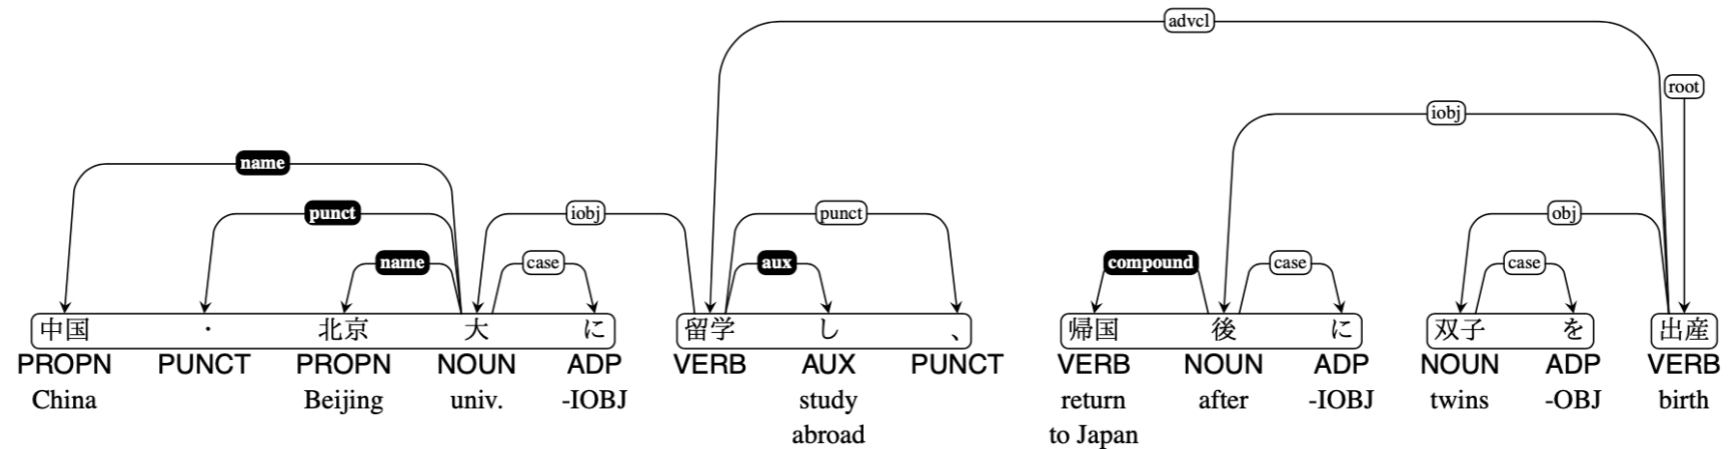 advcl
root
iobj
name
punct iobj punct obj
name case aux compound case case
中国 ・ 北京 大 に 留学 し 、 帰国 後 に 双子 を 出産
PROPN PUNCT PROPN NOUN ADP VERB AUX PUNCT VERB NOUN ADP NOUN ADP VERB
China Beijing univ. -IOBJ study return after -IOBJ twins -OBJ birth
abroad to Japan